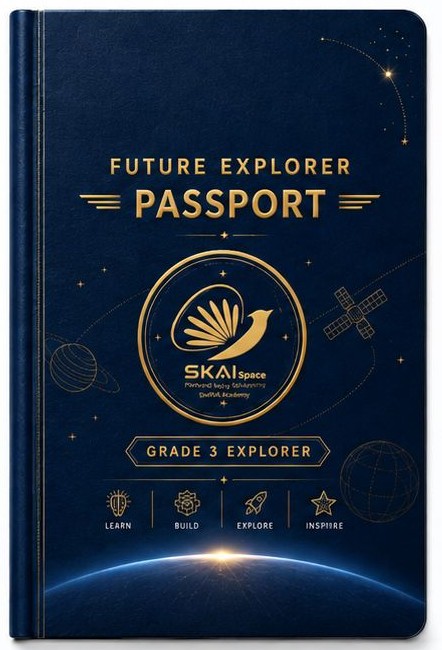 FUTURE EXPLORER
PASSPORT
SKAI Space
GRADE 3 EXPLORER
LEARN
BUILD
EXPLORE
INSPIRE